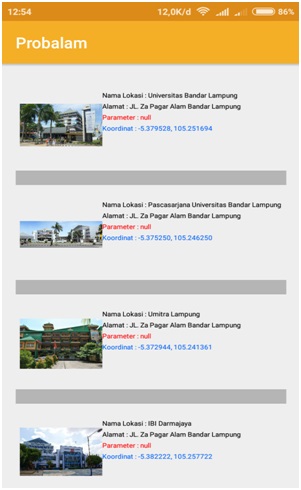 12:54 12,0K/d 86%
Probalam
Nama Lokasi : Universitas Bandar Lampung
Alamat : JL. Za Pagar Alam Bandar Lampung
Parameter : null
Koordinat : -5.379528, 105.251694
Nama Lokasi : Pascasarjana Universitas Bandar Lampung
Alamat : JL. Za Pagar Alam Bandar Lampung
Parameter : null
Koordinat : -5.375250, 105.246250
Nama Lokasi : Umitra Lampung
Alamat : JL. Za Pagar Alam Bandar Lampung
Parameter : null
Koordinat : -5.372944, 105.241361
Nama Lokasi : IBI Darmajaya
Alamat : JL. Za Pagar Alam Bandar Lampung
Parameter : null
Koordinat : -5.382222, 105.257722